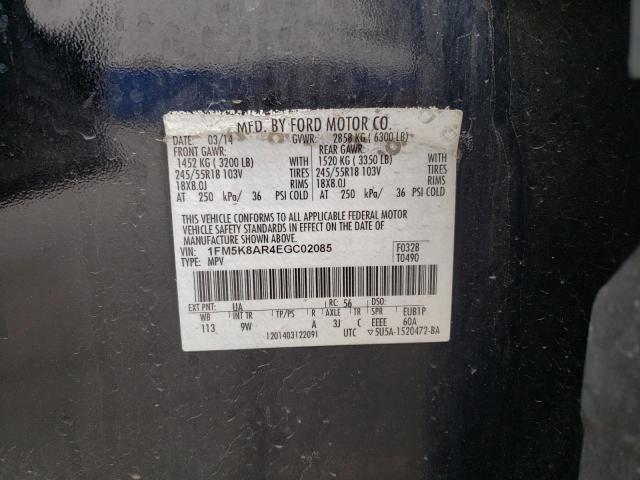 MFD. BY FORD MOTOR CO.
DATE: 03/14 GVWR: 2858 KG ( 6300 LB)
FRONT GAWR: REAR GAWR:
1452 KG ( 3200 LB) WITH 1520 KG ( 3350 LB) WITH
245/55R18 103V TIRES 245/55R18 103V TIRES
18X8.0J RIMS 18X8.0J RIMS
AT 250 kPa/ 36 PSI COLD AT 250 kPa/ 36 PSI COLD
THIS VEHICLE CONFORMS TO ALL APPLICABLE FEDERAL MOTOR
VEHICLE SAFETY STANDARDS IN EFFECT ON THE DATE OF
MANUFACTURE SHOWN ABOVE.
VIN: 1FM5K8AR4EGC02085 F0328
TYPE: MPV T0490
EXT PNT: UA RC: 56 DSO:
WB INT TR TP/PS R AXLE TR SPR EUB1P
113 9W A 3J C EEEE 60A
1201403122091 UTC ▽5U5A-1520472-BA